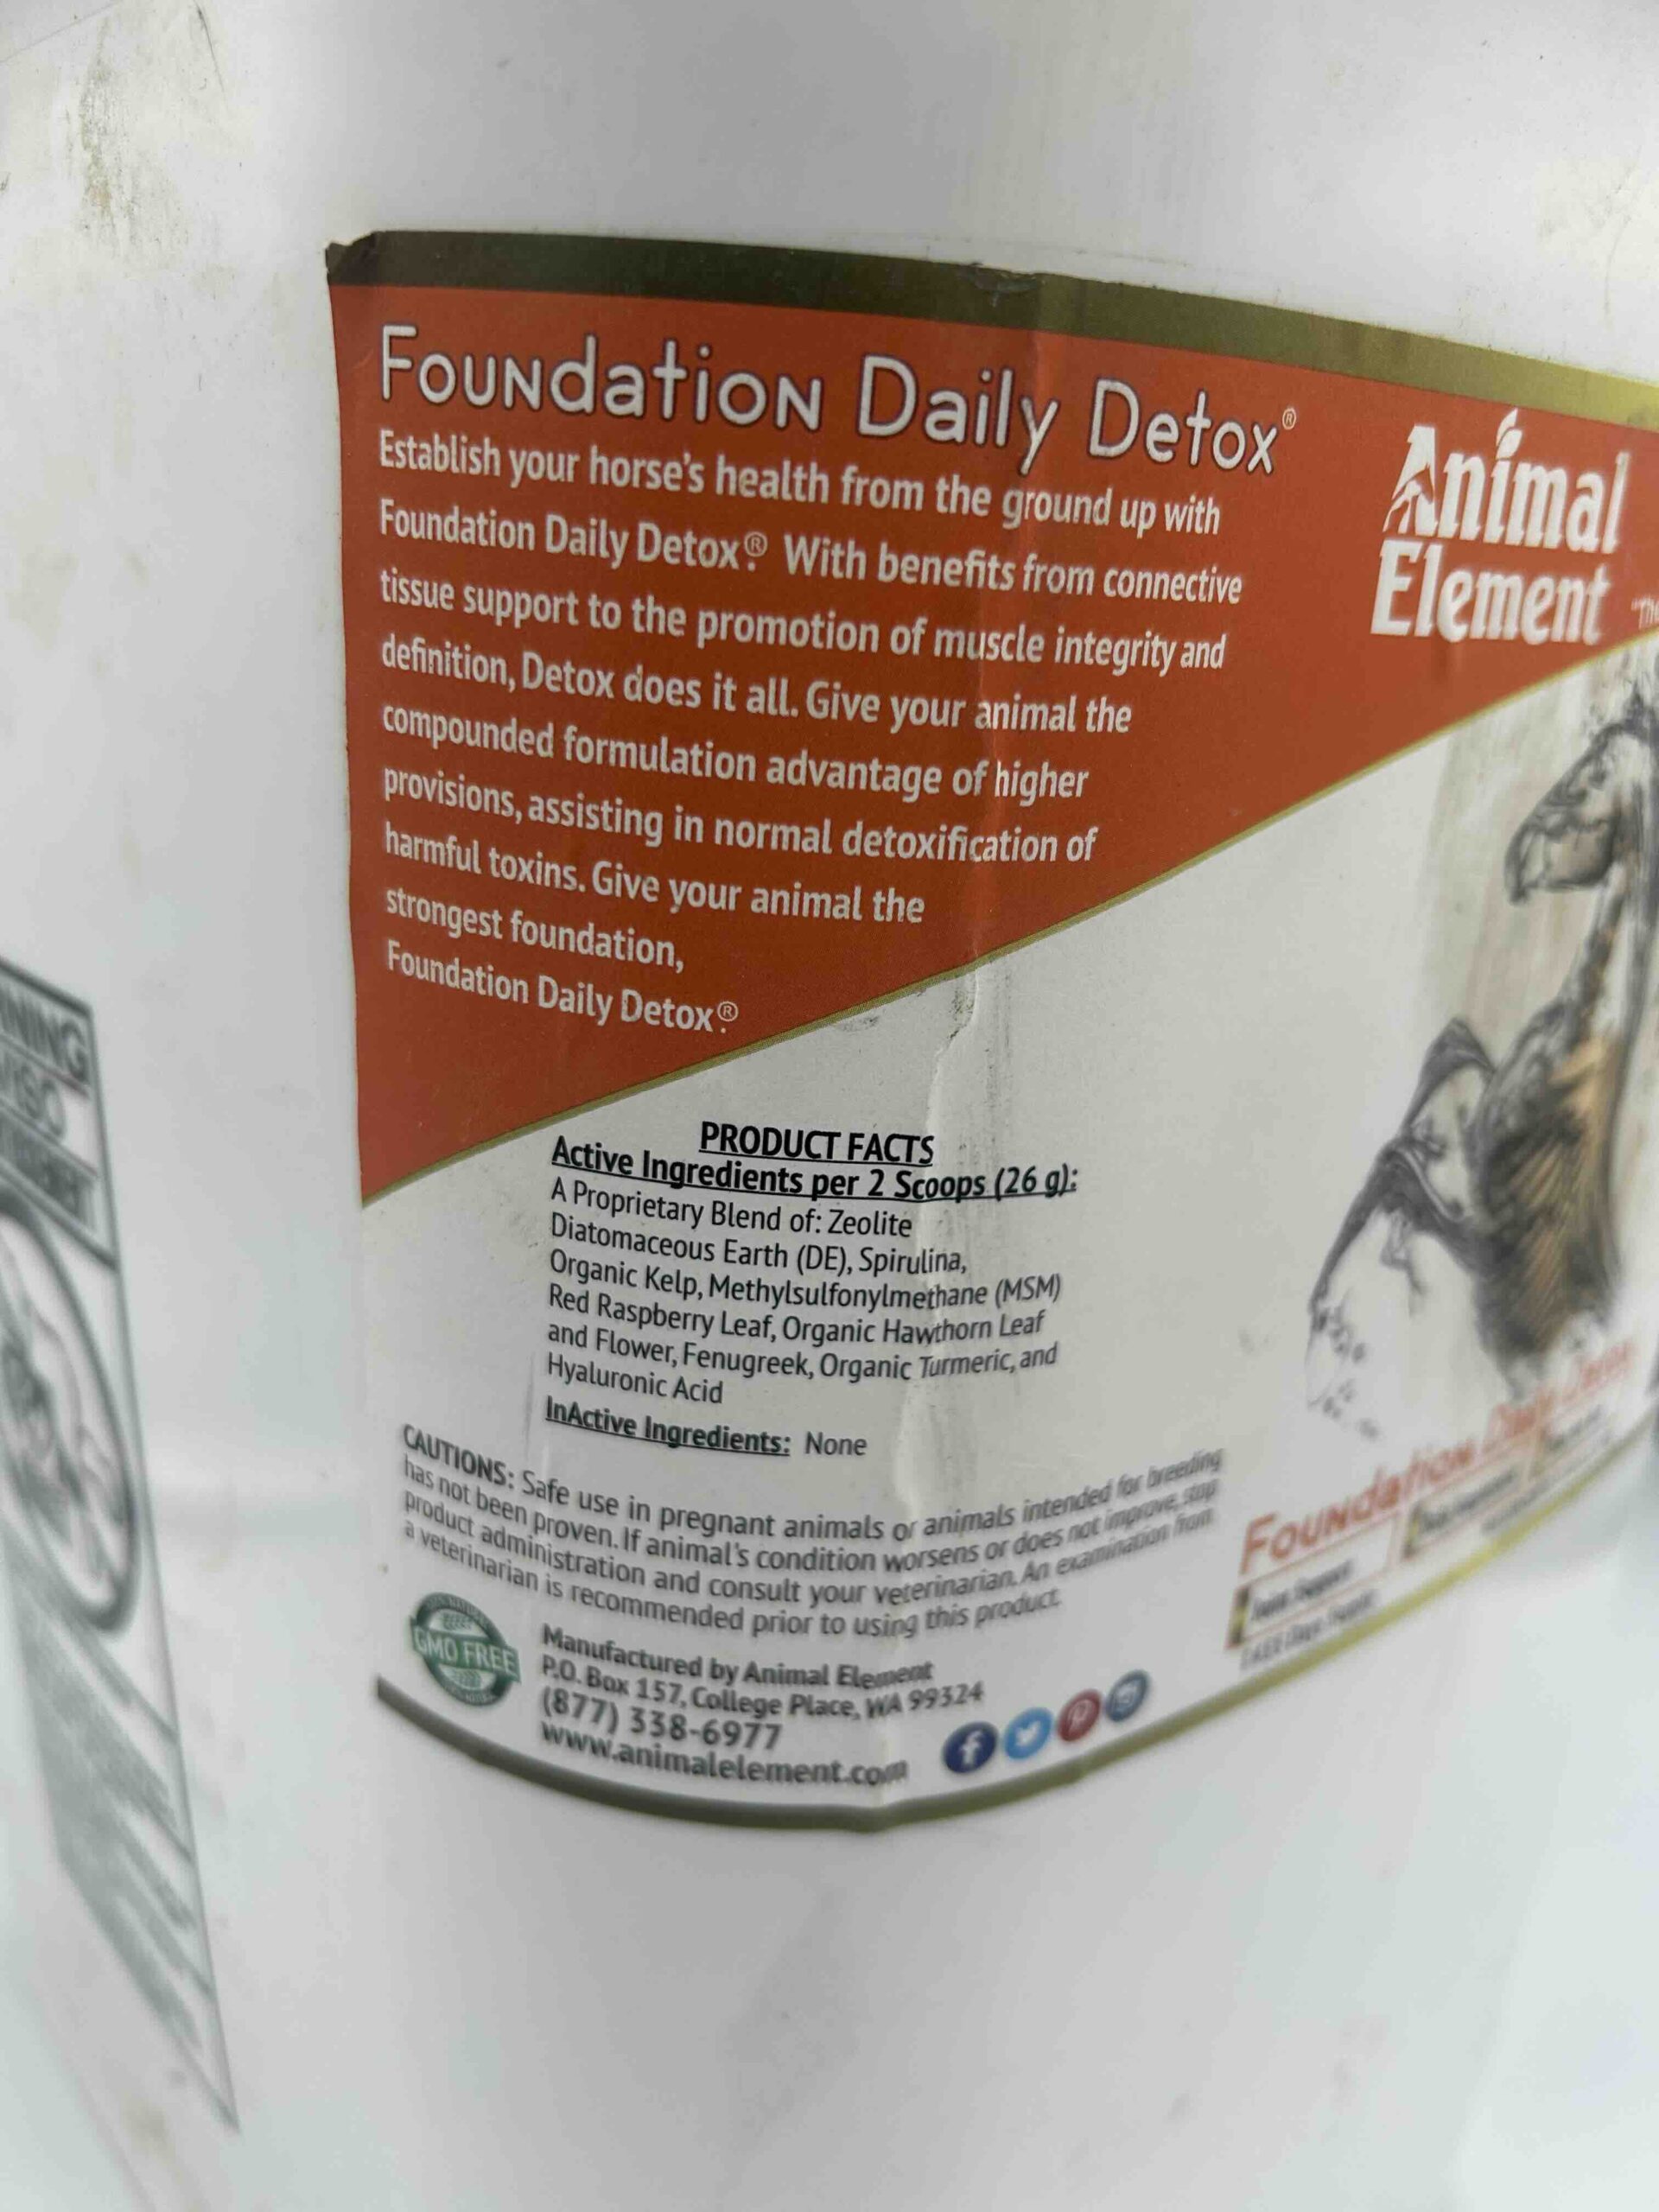 Foundation Daily Detox®
Establish your horse's health from the ground up with
Foundation Daily Detox®. With benefits from connective
tissue support to the promotion of muscle integrity and
definition, Detox does it all. Give your animal the
compounded formulation advantage of higher
provisions, assisting in normal detoxification of
harmful toxins. Give your animal the
strongest foundation,
Foundation Daily Detox®.
Animal
Element
PRODUCT FACTS
Active Ingredients per 2 Scoops (26 g):
A Proprietary Blend of: Zeolite
Diatomaceous Earth (DE), Spirulina,
Organic Kelp, Methylsulfonylmethane (MSM)
Red Raspberry Leaf, Organic Hawthorn Leaf
and Flower, Fenugreek, Organic Turmeric, and
Hyaluronic Acid
InActive Ingredients: None
CAUTIONS: Safe use in pregnant animals or animals intended for breeding
has not been proven. If animal's condition worsens or does not improve, stop
product administration and consult your veterinarian. An examination from
a veterinarian is recommended prior to using this product.
GMO FREE
Manufactured by Animal Element
P.O. Box 157, College Place, WA 99324
(877) 338-6977
www.animalelement.com
Foundation Daily Detox
Joint Support